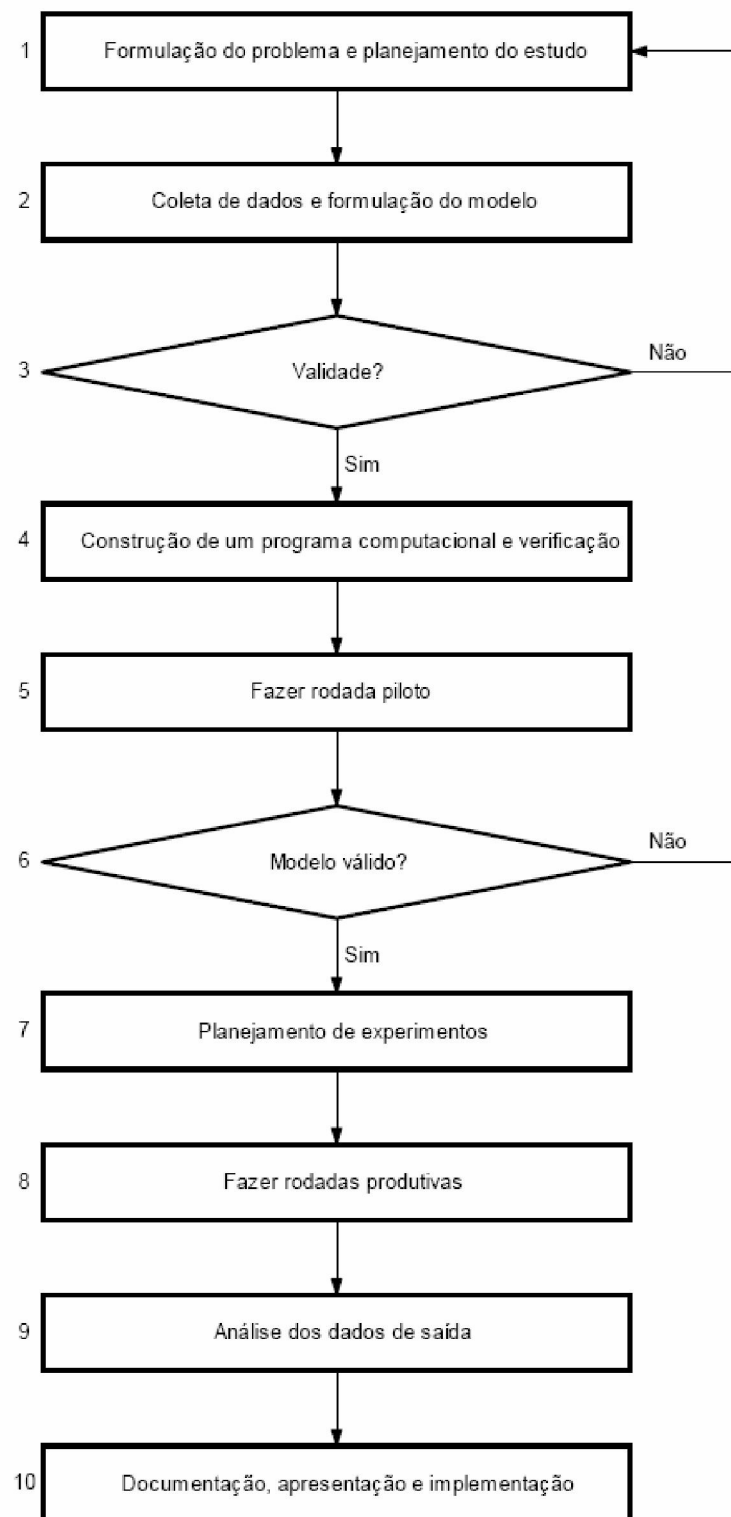 1 Formulação do problema e planejamento do estudo
2 Coleta de dados e formulação do modelo
3 Validade? Não
Sim
4 Construção de um programa computacional e verificação
5 Fazer rodada piloto
6 Modelo válido? Não
Sim
7 Planejamento de experimentos
8 Fazer rodadas produtivas
9 Análise dos dados de saída
10 Documentação, apresentação e implementação